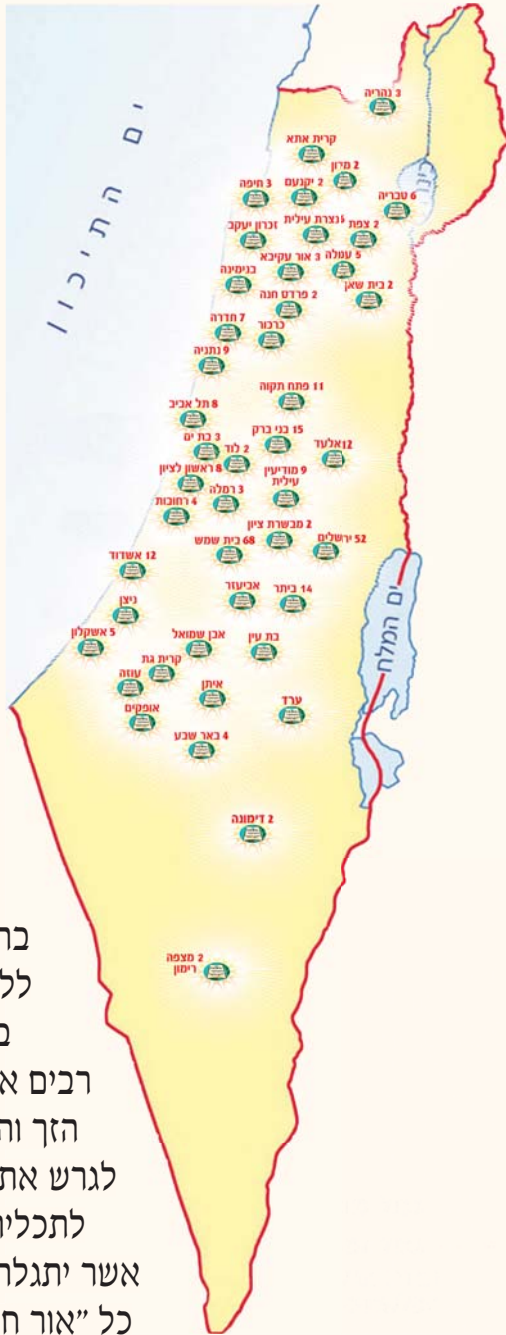 ים התיכון
3 נהריה
קרית אתא
2 מירון
3 חיפה
2 יקנעם
6 טבריה
כינרת
זכרון יעקב
נצרת עילית
2 צפת
בנימינה
3 אור עקיבא
5 עפולה
2 בית שאן
2 פרדס חנה
7 חדרה
כרכור
9 נתניה
11 פתח תקוה
8 תל אביב
3 בת ים
15 בני ברק
2 לוד
12 אלעד
8 ראשון לציון
9 מודיעין
עילית
3 רמלה
4 רחובות
2 מבשרת ציון
52 ירשלים
68 בית שמש
12 אשדוד
אביעזר
14 ביתר
ים המלח
ניצן
5 אשקלון
אבן שמואל
בת עין
קרית גת
עוזה
איתן
ערד
אופקים
4 באר שבע
2 דימונה
2 מצפה
רימון
רבים א
הזך וה
לגרש את
לתכלית
אשר יתגלה
כל "אור ח